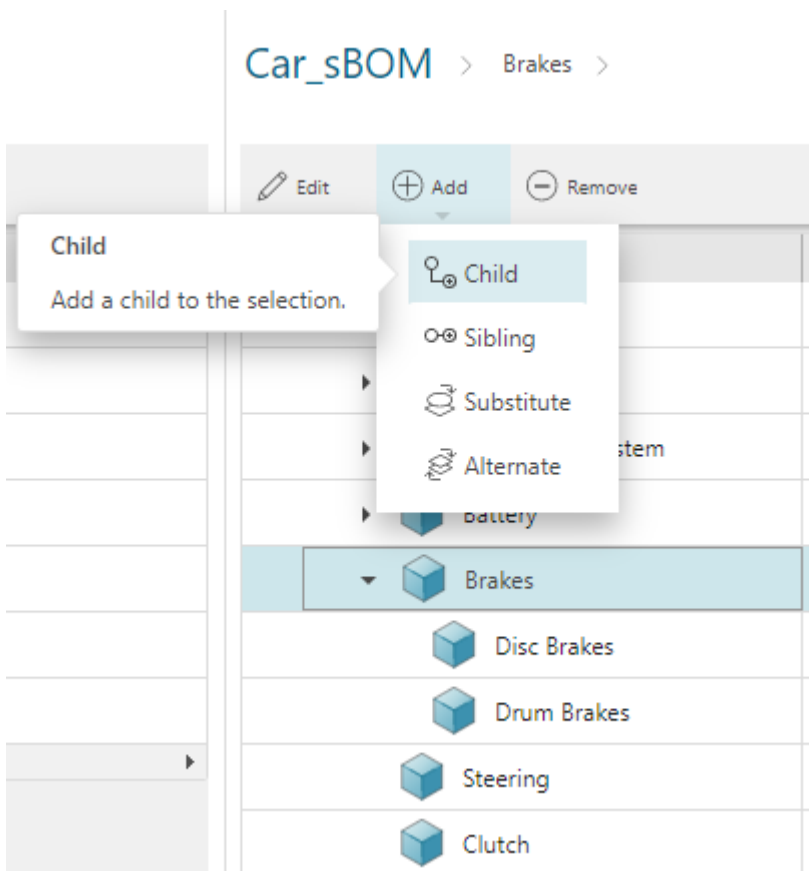 Car_sBOM > Brakes >
Edit Add Remove
Child
Add a child to the selection.
Child
Sibling
Substitute
Alternate
stem
Battery
Brakes
Disc Brakes
Drum Brakes
Steering
Clutch